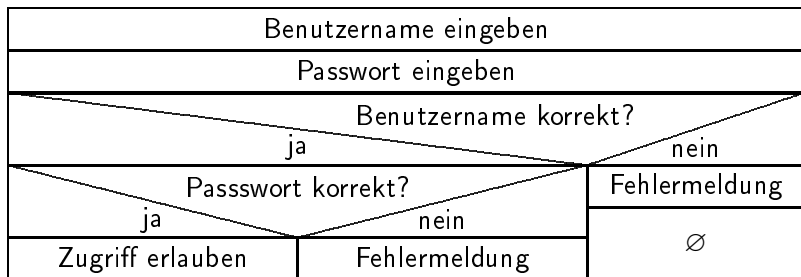 Benutzername eingeben
Passwort eingeben
Benutzername korrekt?
ja
nein
Passswort korrekt?
Fehlermeldung
ja
nein
∅
Zugriff erlauben
Fehlermeldung